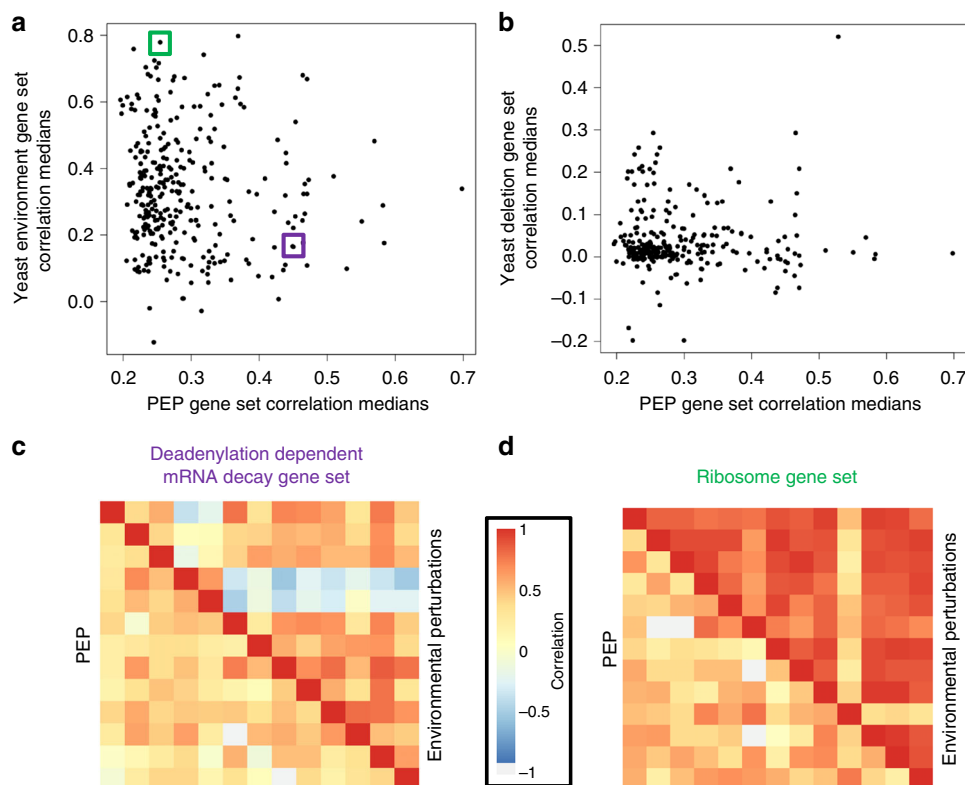 a
Yeast environment gene set
correlation medians
0.8
0.6
0.4
0.2
0.0
0.2
0.3
0.4
0.5
0.6
0.7
PEP gene set correlation medians
b
Yeast deletion gene set
correlation medians
0.5
0.4
0.3
0.2
0.1
0.0
−0.1
−0.2
0.2
0.3
0.4
0.5
0.6
0.7
PEP gene set correlation medians
c
Deadenylation dependent
mRNA decay gene set
PEP
Environmental perturbations
1
0.5
0
−0.5
−1
Correlation
d
Ribosome gene set
PEP
Environmental perturbations